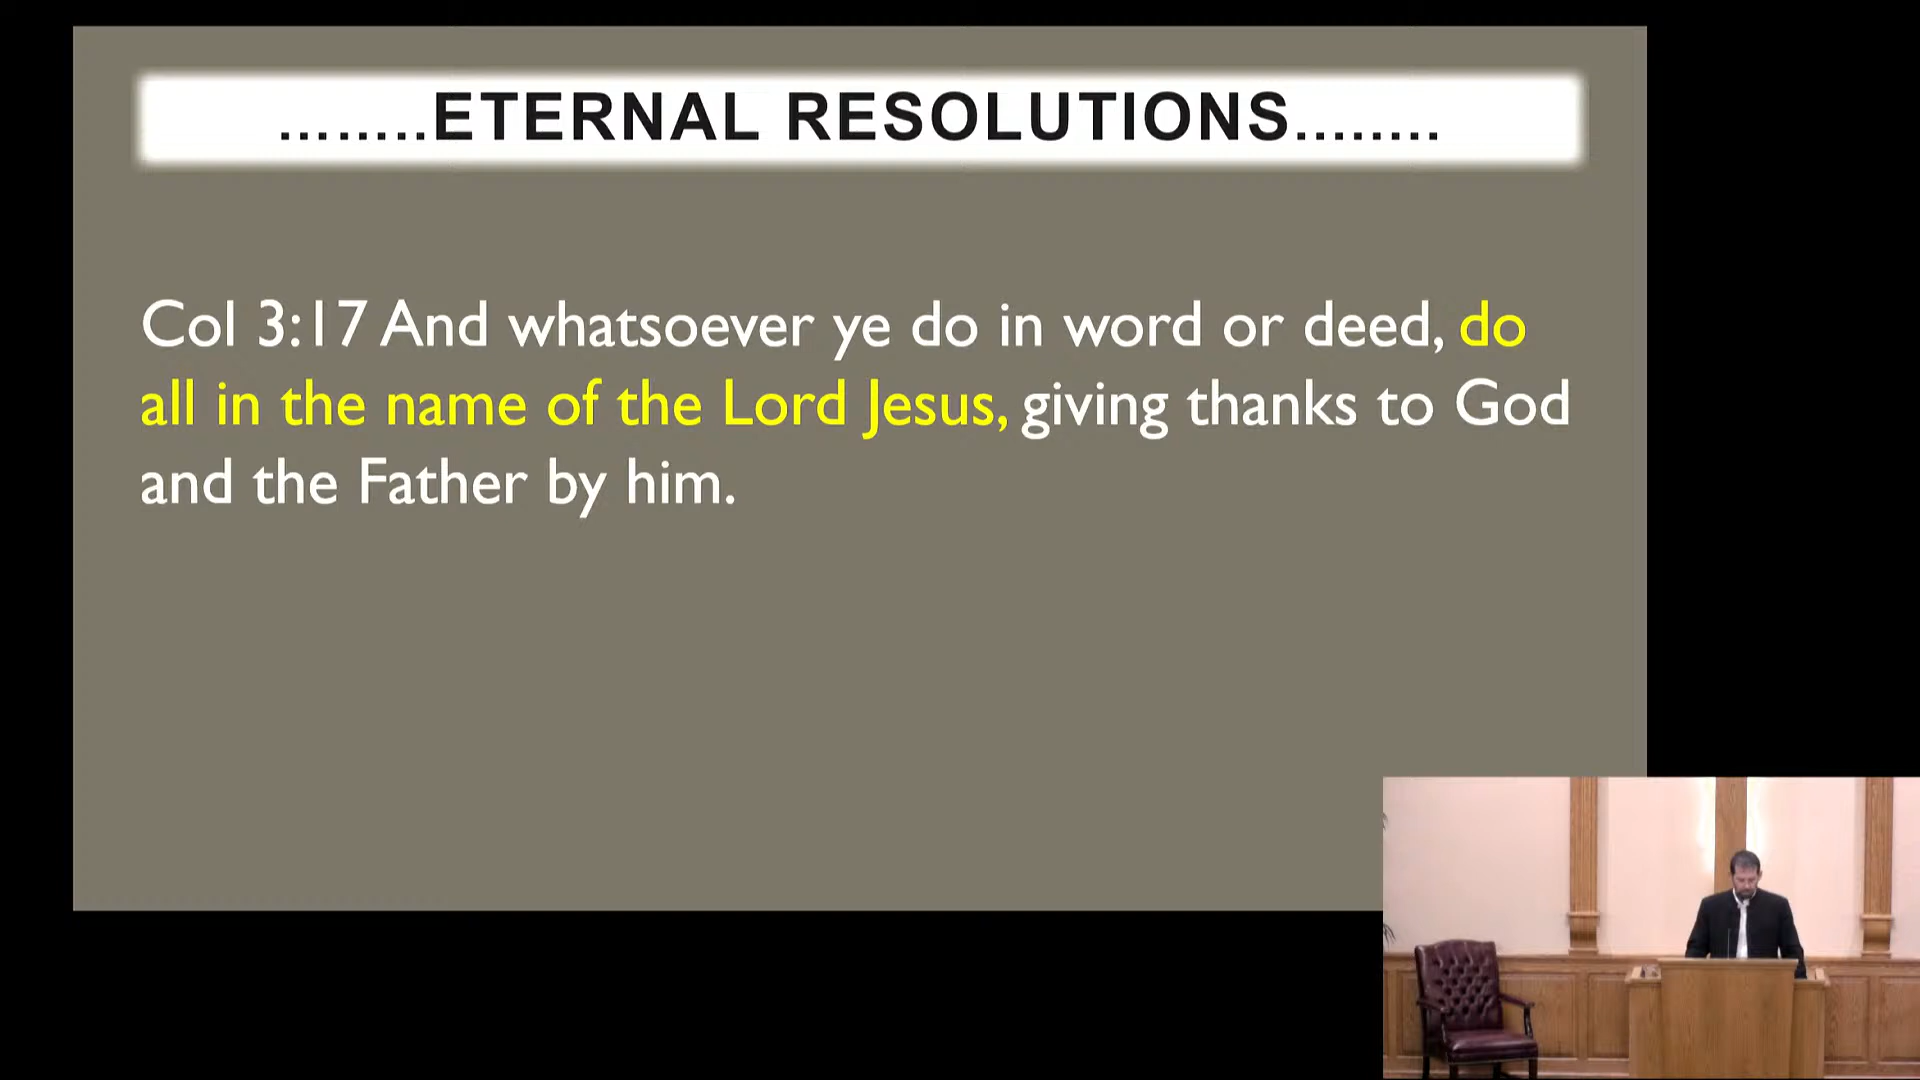 ........ETERNAL RESOLUTIONS........
Col 3:17 And whatsoever ye do in word or deed, do
all in the name of the Lord Jesus, giving thanks to God
and the Father by him.